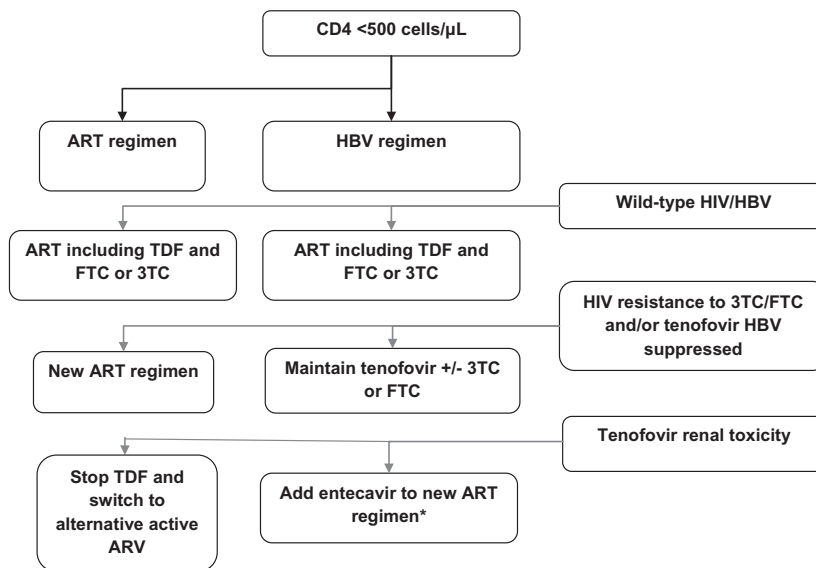 CD4 <500 cells/µL
ART regimen
HBV regimen
Wild-type HIV/HBV
ART including TDF and
FTC or 3TC
ART including TDF and
FTC or 3TC
HIV resistance to 3TC/FTC
and/or tenofovir HBV
suppressed
New ART regimen
Maintain tenofovir +/- 3TC
or FTC
Tenofovir renal toxicity
Stop TDF and
switch to
alternative active
ARV
Add entecavir to new ART
regimen*